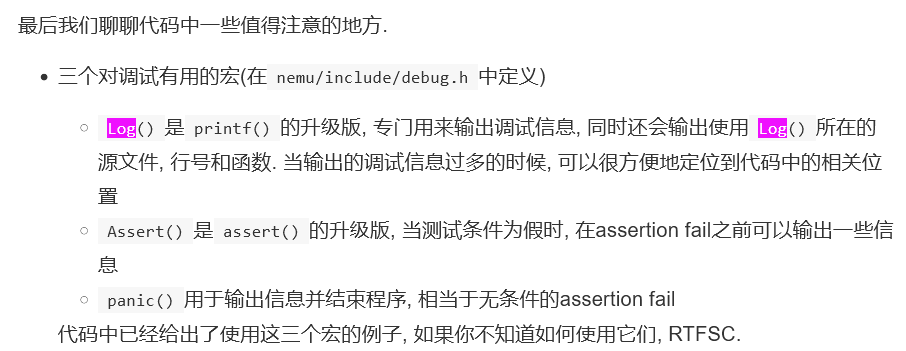 最后我们聊聊代码中一些值得注意的地方.
三个对调试有用的宏(在 nemu/include/debug.h 中定义)
Log() 是 printf() 的升级版, 专门用来输出调试信息, 同时还会输出使用 Log() 所在的
源文件, 行号和函数. 当输出的调试信息过多的时候, 可以很方便地定位到代码中的相关位
置
Assert() 是 assert() 的升级版, 当测试条件为假时, 在assertion fail之前可以输出一些信
息
panic() 用于输出信息并结束程序, 相当于无条件的assertion fail
代码中已经给出了使用这三个宏的例子, 如果你不知道如何使用它们, RTFSC.